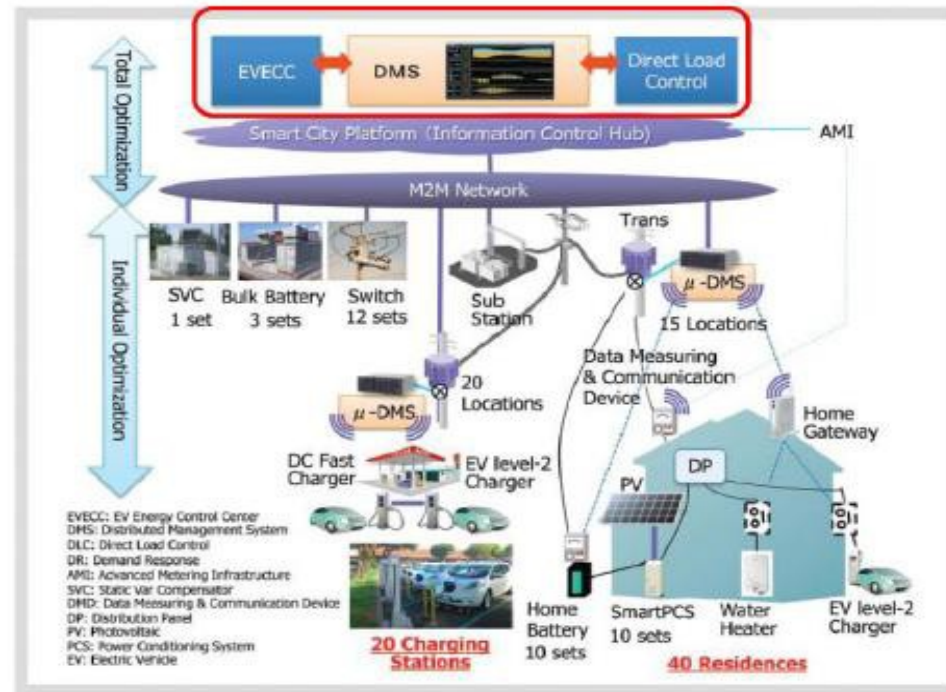 Total Optimization
EVECC
DMS
Direct Load
Control
Smart City Platform (Information Control Hub)
AMI
M2M Network
Individual Optimization
SVC
1 set
Bulk Battery
3 sets
Switch
12 sets
Sub
Station
Trans
μ-DMS
15 Locations
20
Locations
μ-DMS
Data Measuring
& Communication
Device
Home
Gateway
DC Fast
Charger
EV level-2
Charger
DP
PV
EVECC: EV Energy Control Center
DMS: Distributed Management System
DLC: Direct Load Control
DR: Demand Response
AMI: Advanced Metering Infrastructure
SVC: Static Var Compensator
DMD: Data Measuring & Communication Device
DP: Distribution Panel
PV: Photovoltaic
PCS: Power Conditioning System
EV: Electric Vehicle
20 Charging
Stations
Home
Battery
10 sets
SmartPCS
10 sets
Water
Heater
EV level-2
Charger
40 Residences